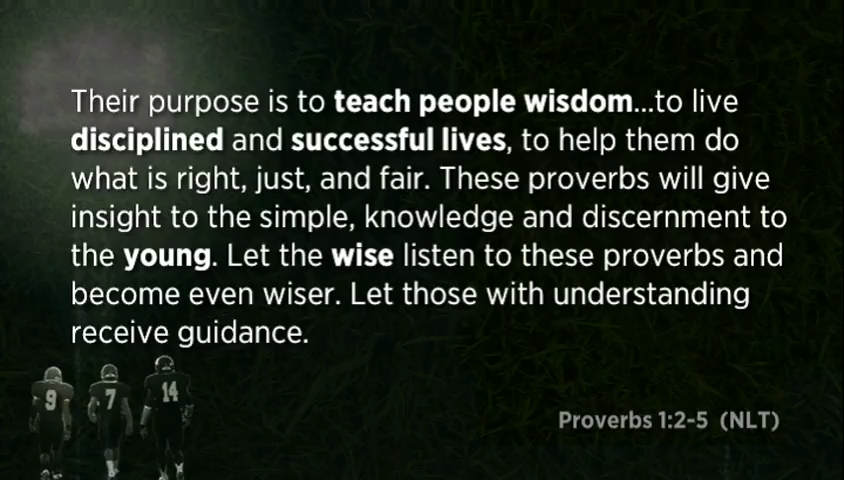 Their purpose is to teach people wisdom...to live
disciplined and successful lives, to help them do
what is right, just, and fair. These proverbs will give
insight to the simple, knowledge and discernment to
the young. Let the wise listen to these proverbs and
become even wiser. Let those with understanding
receive guidance.
9 7 14
Proverbs 1:2-5 (NLT)